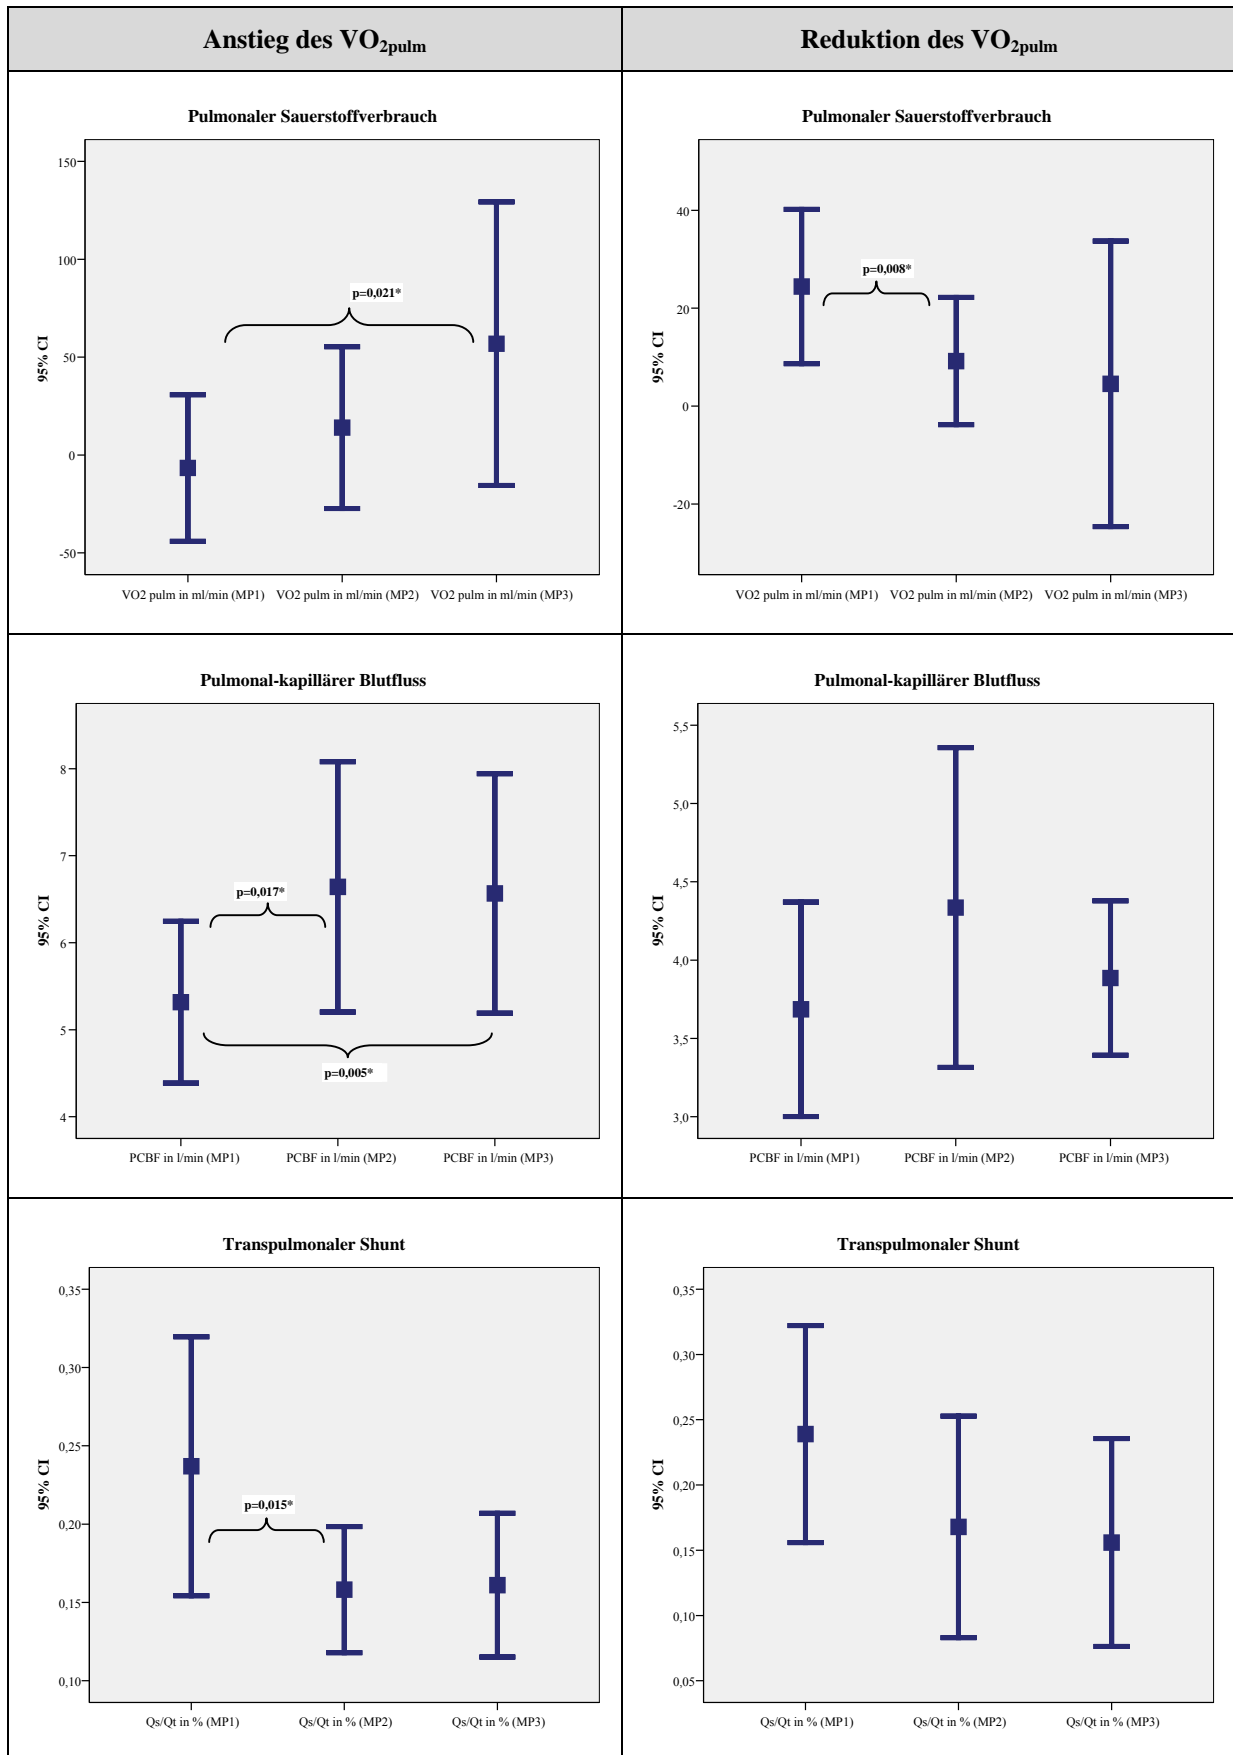 Anstieg des VO2pulm
Reduktion des VO2pulm
Pulmonaler Sauerstoffverbrauch
150
100
50
0
-50
95% CI
p=0,021*
VO2 pulm in ml/min (MP1) VO2 pulm in ml/min (MP2) VO2 pulm in ml/min (MP3)
Pulmonaler Sauerstoffverbrauch
40
20
0
-20
95% CI
p=0,008*
VO2 pulm in ml/min (MP1) VO2 pulm in ml/min (MP2) VO2 pulm in ml/min (MP3)
Pulmonal-kapillärer Blutfluss
8
7
6
5
4
95% CI
p=0,017*
p=0,005*
PCBF in l/min (MP1) PCBF in l/min (MP2) PCBF in l/min (MP3)
Pulmonal-kapillärer Blutfluss
5,5
5,0
4,5
4,0
3,5
3,0
95% CI
PCBF in l/min (MP1) PCBF in l/min (MP2) PCBF in l/min (MP3)
Transpulmonaler Shunt
0,35
0,30
0,25
0,20
0,15
0,10
95% CI
p=0,015*
Qs/Qt in % (MP1) Qs/Qt in % (MP2) Qs/Qt in % (MP3)
Transpulmonaler Shunt
0,35
0,30
0,25
0,20
0,15
0,10
0,05
95% CI
Qs/Qt in % (MP1) Qs/Qt in % (MP2) Qs/Qt in % (MP3)